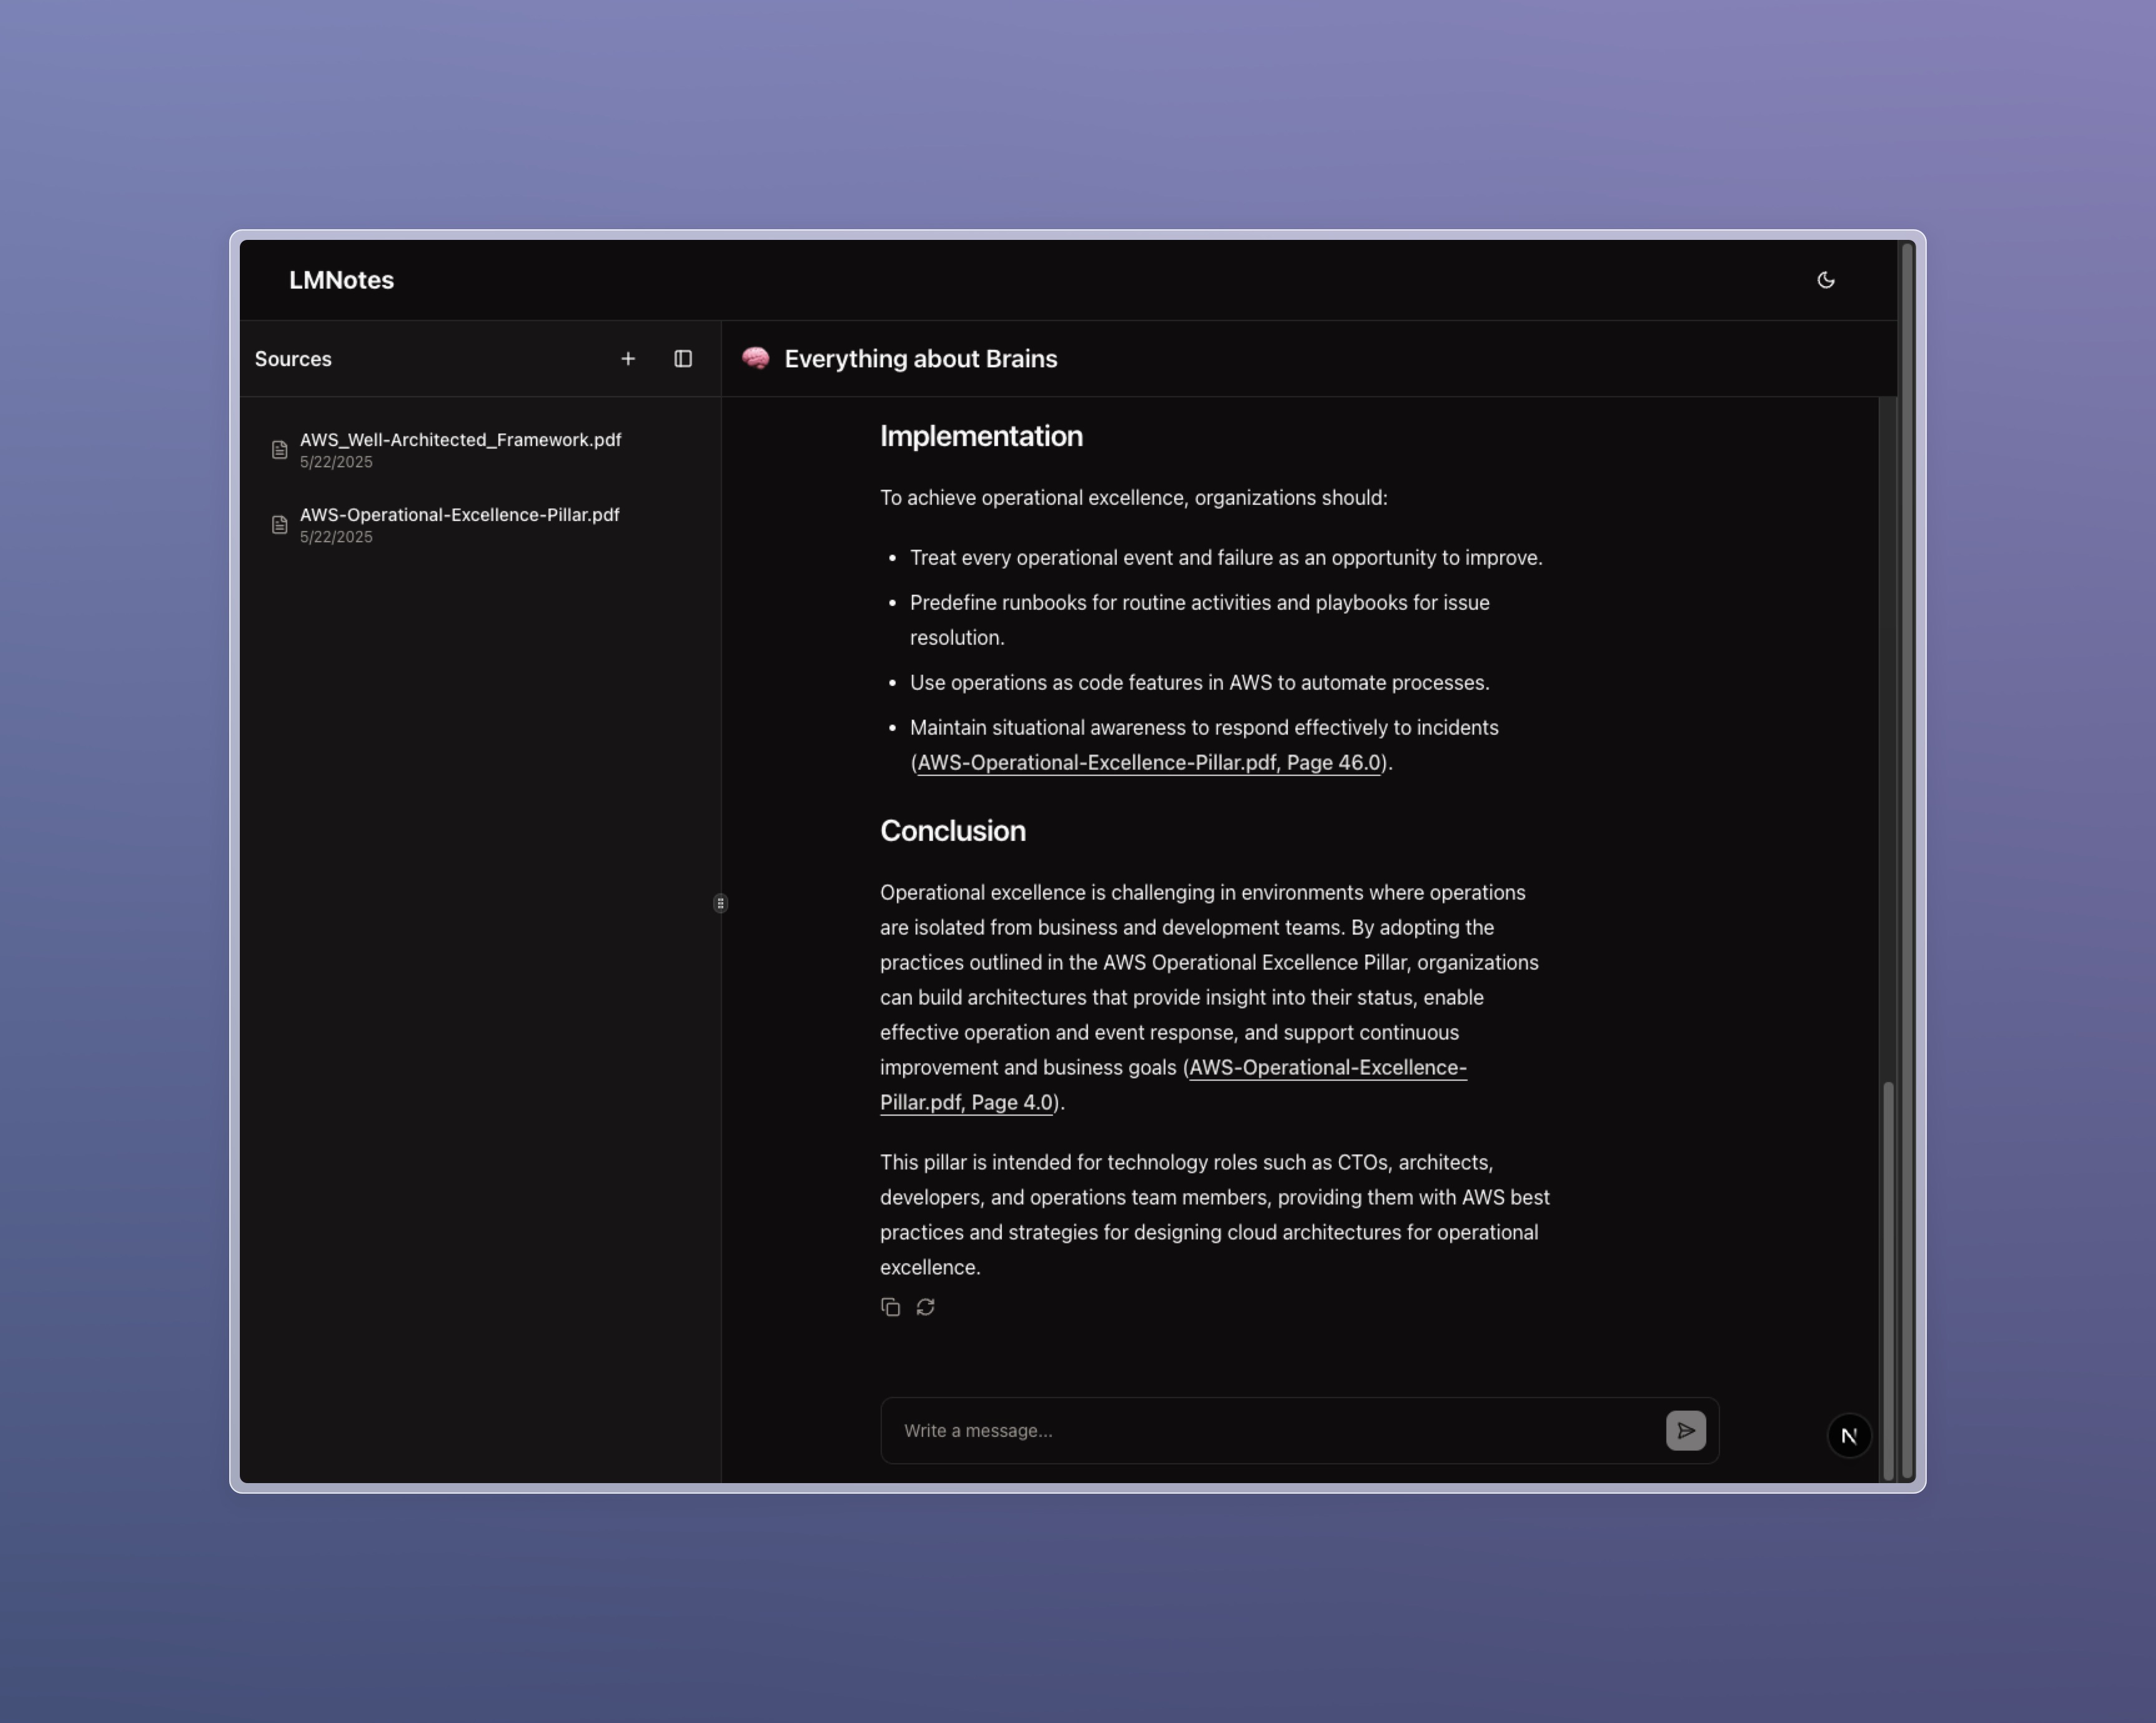 LMNotes
Sources
AWS_Well-Architected_Framework.pdf
5/22/2025
AWS-Operational-Excellence-Pillar.pdf
5/22/2025
Everything about Brains
Implementation
To achieve operational excellence, organizations should:
• Treat every operational event and failure as an opportunity to improve.
• Predefine runbooks for routine activities and playbooks for issue
resolution.
• Use operations as code features in AWS to automate processes.
• Maintain situational awareness to respond effectively to incidents
(AWS-Operational-Excellence-Pillar.pdf, Page 46.0).
Conclusion
Operational excellence is challenging in environments where operations
are isolated from business and development teams. By adopting the
practices outlined in the AWS Operational Excellence Pillar, organizations
can build architectures that provide insight into their status, enable
effective operation and event response, and support continuous
improvement and business goals (AWS-Operational-Excellence-
Pillar.pdf, Page 4.0).
This pillar is intended for technology roles such as CTOs, architects,
developers, and operations team members, providing them with AWS best
practices and strategies for designing cloud architectures for operational
excellence.
Write a message...
N